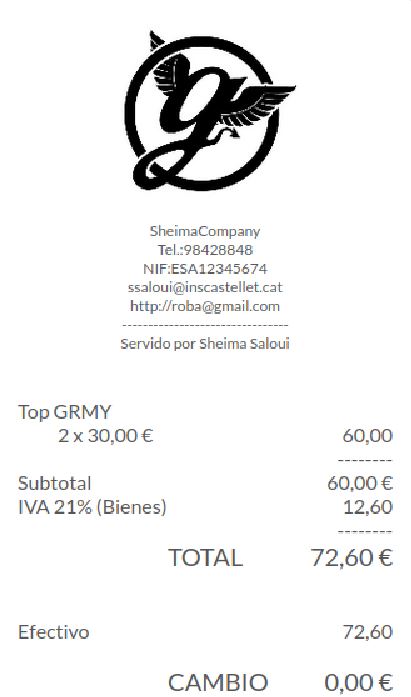 g
SheimaCompany
Tel.:98428848
NIF:ESA12345674
ssaloui@inscastellet.cat
http://roba@gmail.com
--------------------------------
Servido por Sheima Saloui
Top GRMY
2 x 30,00 € 60,00
--------
Subtotal 60,00 €
IVA 21% (Bienes) 12,60
--------
TOTAL 72,60 €
Efectivo 72,60
CAMBIO 0,00 €